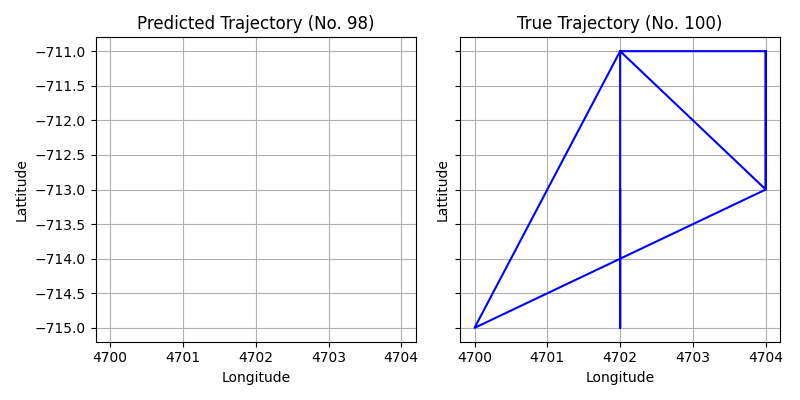 Predicted Trajectory (No. 98)
Lattitude
−711.0
−711.5
−712.0
−712.5
−713.0
−713.5
−714.0
−714.5
−715.0
4700 4701 4702 4703 4704
Longitude
True Trajectory (No. 100)
Lattitude
4700 4701 4702 4703 4704
Longitude